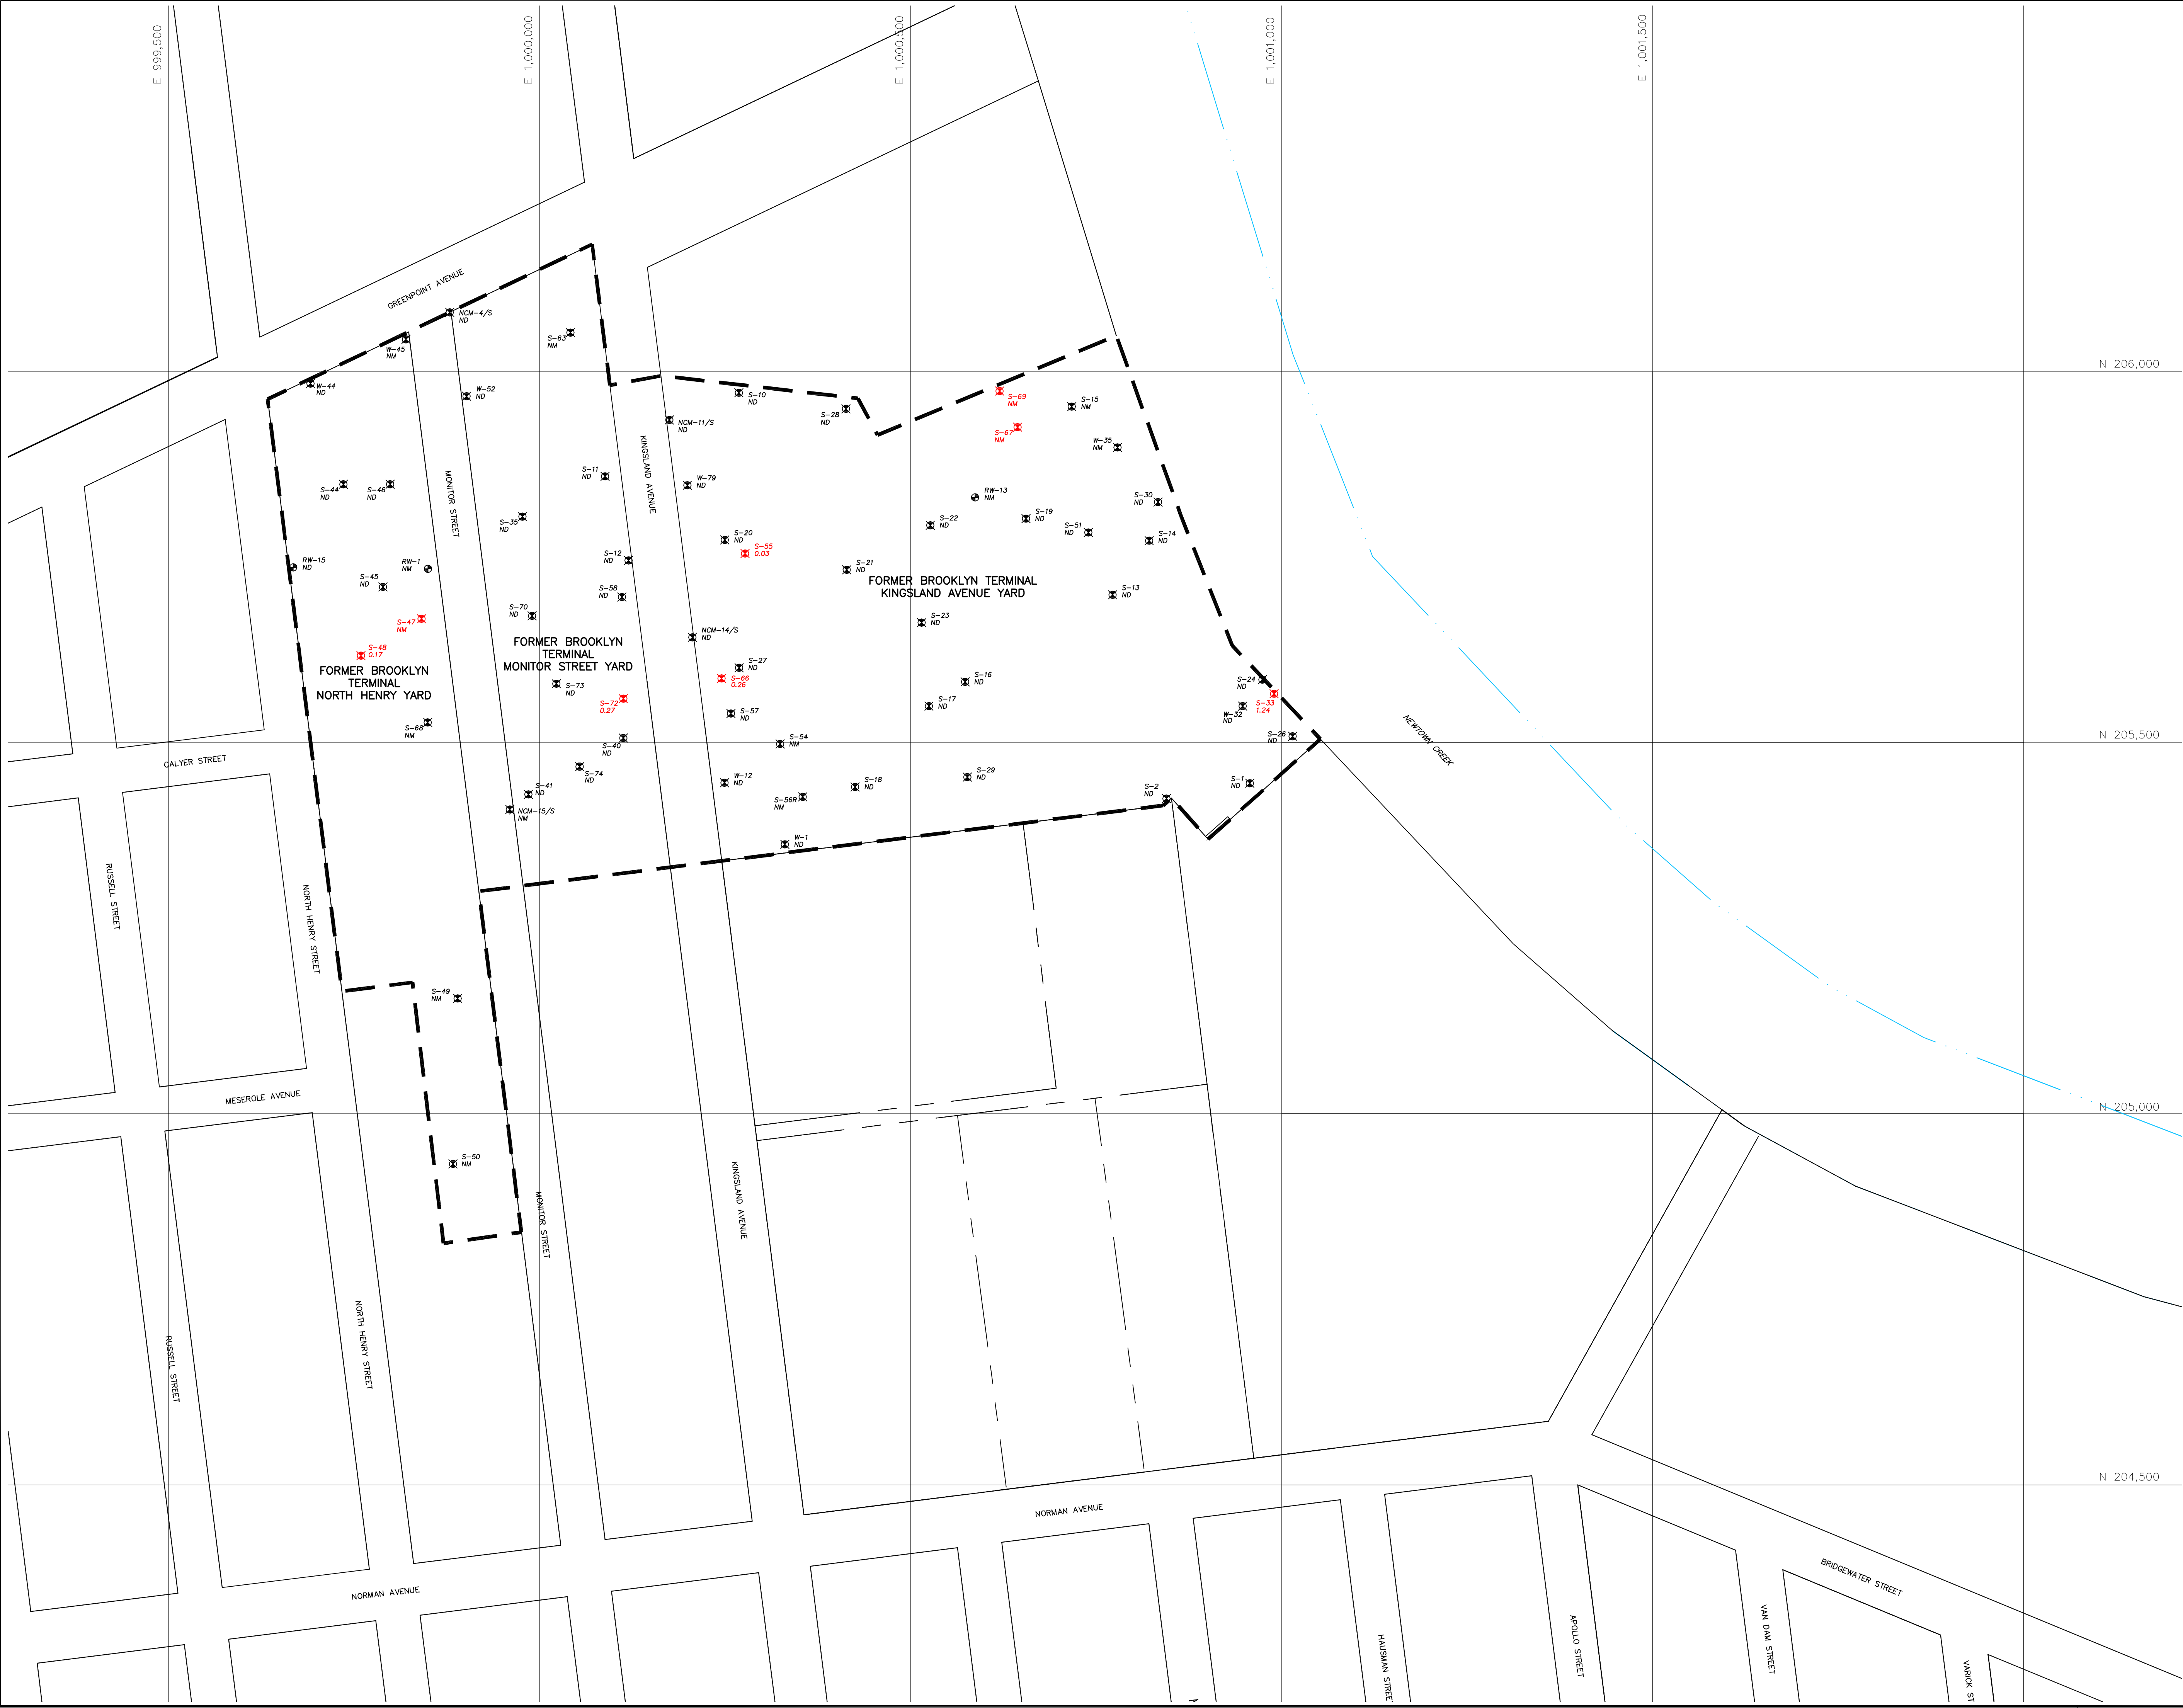 E 999,500
E 1,000,000
E 1,000,500
E 1,001,000
E 1,001,500
GREENPOINT AVENUE
NCM-4/S
ND
S-63
NM
W-45
NM
N 206,000
W-44
ND
W-52
ND
S-10
ND
S-28
ND
S-69
NM
S-15
NM
NCM-11/S
ND
S-67
NM
W-35
NM
KINGSLAND AVENUE
MONITOR STREET
S-11
ND
W-79
ND
S-44
ND
S-46
ND
RW-13
NM
S-30
ND
S-35
ND
S-22
ND
S-19
ND
S-51
ND
S-14
ND
S-20
ND
S-55
0.03
S-12
ND
RW-15
ND
RW-1
NM
S-21
ND
S-45
ND
FORMER BROOKLYN TERMINAL
KINGSLAND AVENUE YARD
S-58
ND
S-13
ND
S-70
ND
S-47
NM
S-23
ND
NCM-14/S
ND
FORMER BROOKLYN
TERMINAL
MONITOR STREET YARD
S-48
0.17
FORMER BROOKLYN
TERMINAL
NORTH HENRY YARD
S-27
ND
S-66
0.26
S-73
ND
S-16
ND
S-24
ND
S-72
0.27
S-17
ND
S-33
1.24
W-32
ND
S-57
ND
S-68
NM
S-26
ND
NEWTOWN CREEK
N 205,500
S-40
ND
S-54
NM
CALYER STREET
S-74
ND
S-29
ND
W-12
ND
S-18
ND
S-1
ND
S-41
ND
S-56R
NM
S-2
ND
NCM-15/S
NM
W-1
ND
RUSSELL STREET
NORTH HENRY STREET
S-49
NM
MESEROLE AVENUE
N 205,000
S-50
NM
KINGSLAND AVENUE
MONITOR STREET
NORTH HENRY STREET
RUSSELL STREET
N 204,500
NORMAN AVENUE
NORMAN AVENUE
BRIDGEWATER STREET
HAUSMAN STREE
APOLLO STREET
VAN DAM STREET
VARICK ST